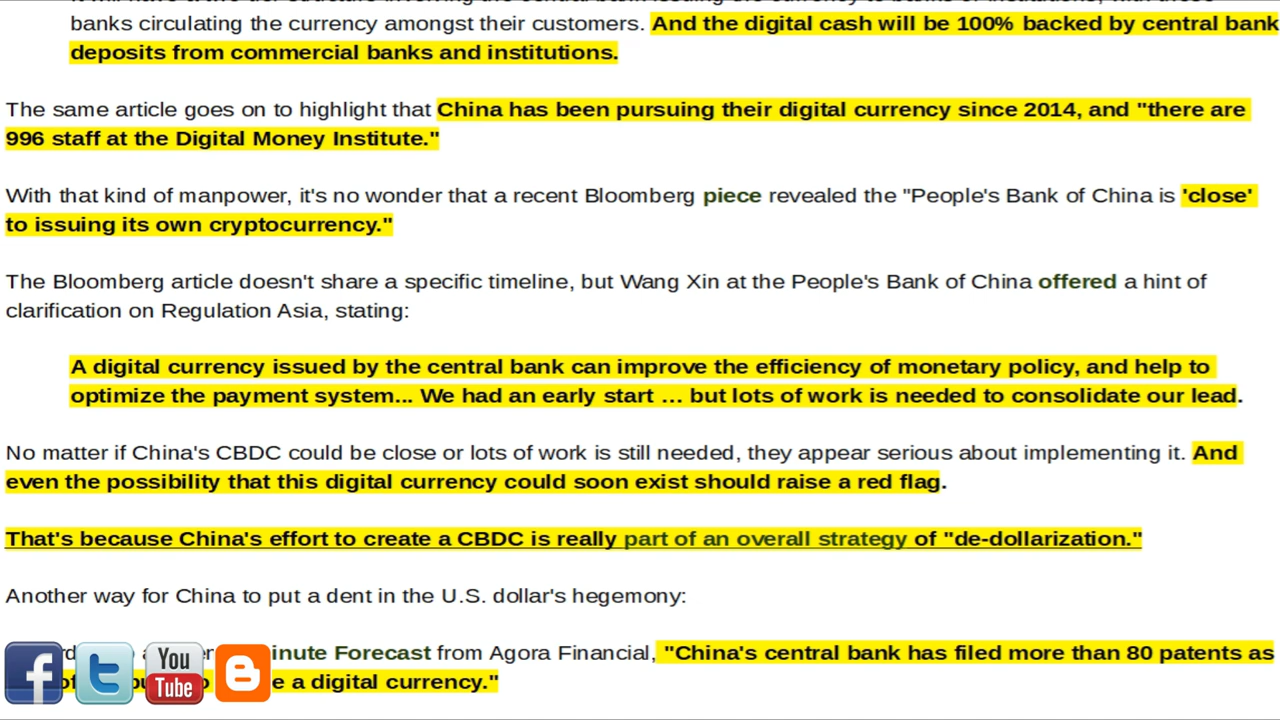 banks circulating the currency amongst their customers. And the digital cash will be 100% backed by central bank
deposits from commercial banks and institutions.
The same article goes on to highlight that China has been pursuing their digital currency since 2014, and "there are
996 staff at the Digital Money Institute."
With that kind of manpower, it's no wonder that a recent Bloomberg piece revealed the "People's Bank of China is 'close'
to issuing its own cryptocurrency."
The Bloomberg article doesn't share a specific timeline, but Wang Xin at the People's Bank of China offered a hint of
clarification on Regulation Asia, stating:
A digital currency issued by the central bank can improve the efficiency of monetary policy, and help to
optimize the payment system... We had an early start … but lots of work is needed to consolidate our lead.
No matter if China's CBDC could be close or lots of work is still needed, they appear serious about implementing it. And
even the possibility that this digital currency could soon exist should raise a red flag.
That's because China's effort to create a CBDC is really part of an overall strategy of "de-dollarization."
Another way for China to put a dent in the U.S. dollar's hegemony:
Forecast from Agora Financial, "China's central bank has filed more than 80 patents as
a digital currency."
You
Tube